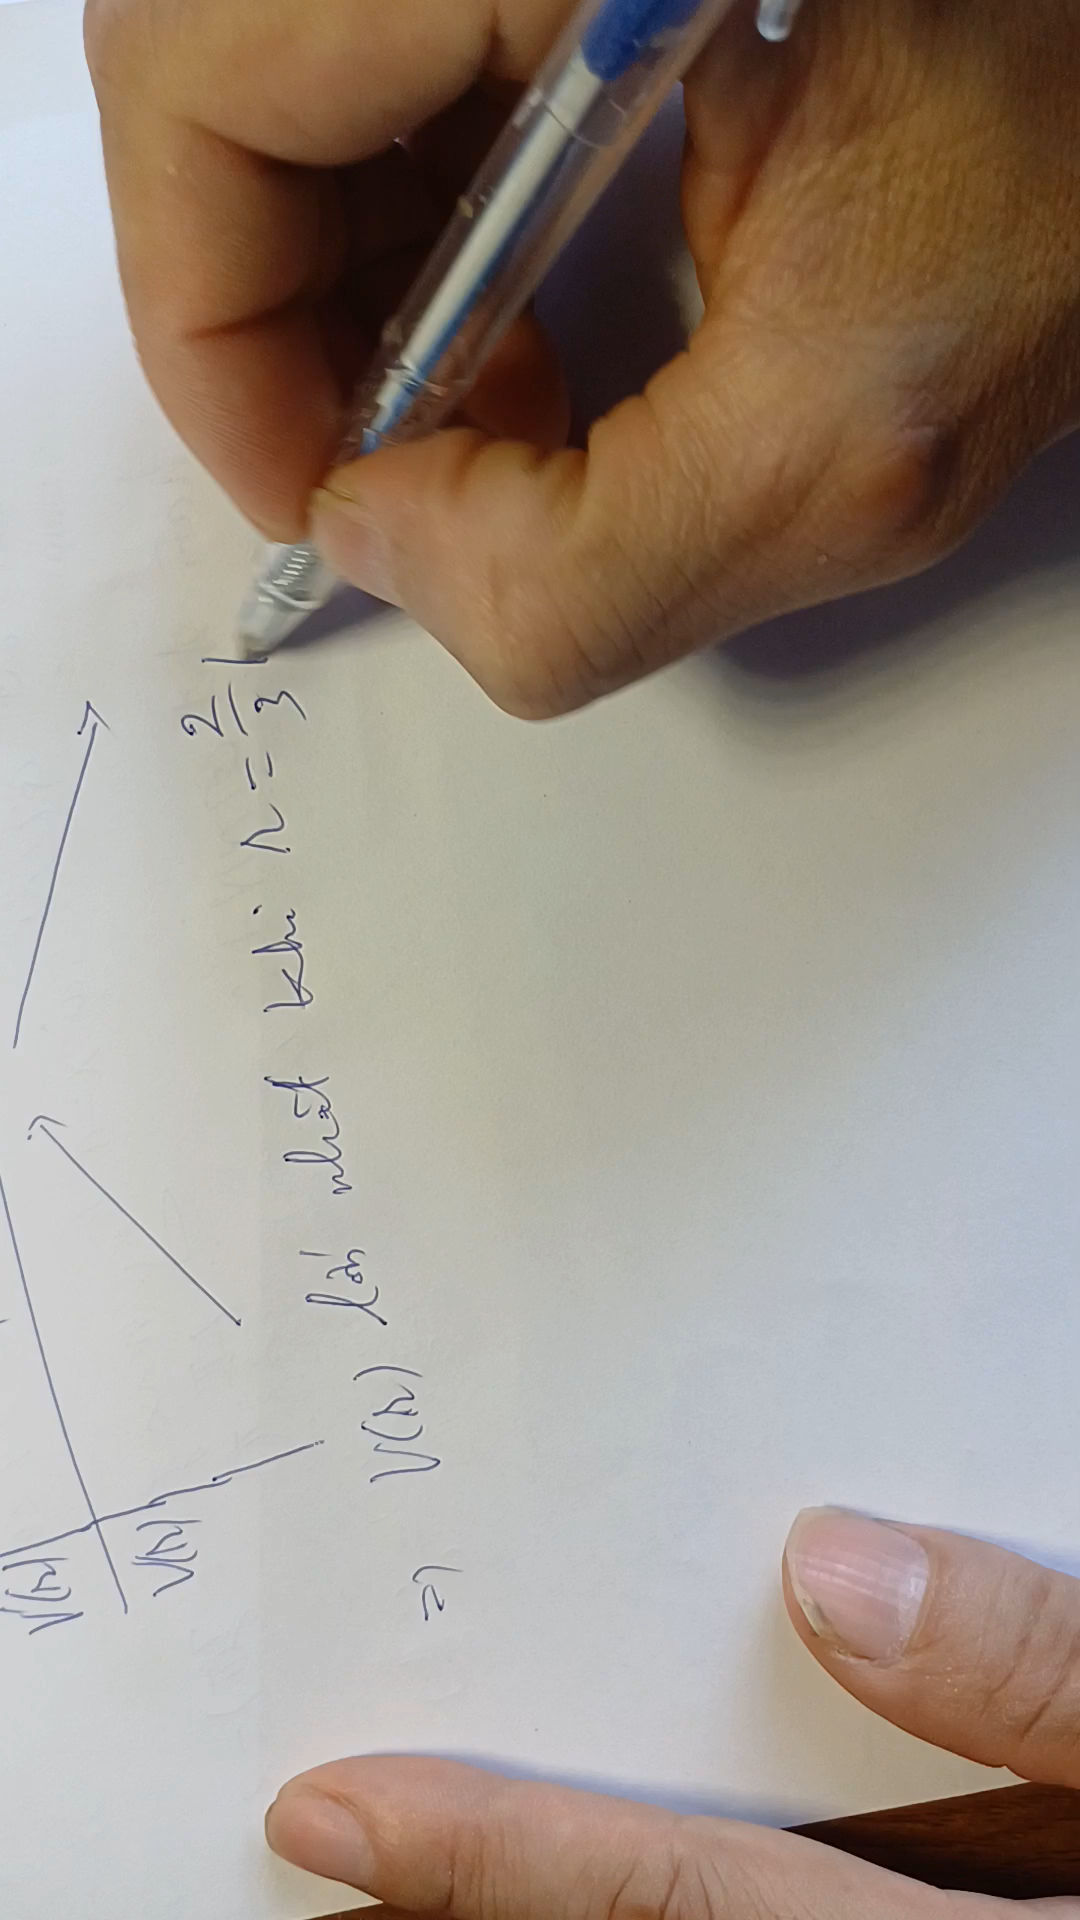 V'(r)
V(r)
=> V(r) lớn nhất khi r = 2/3